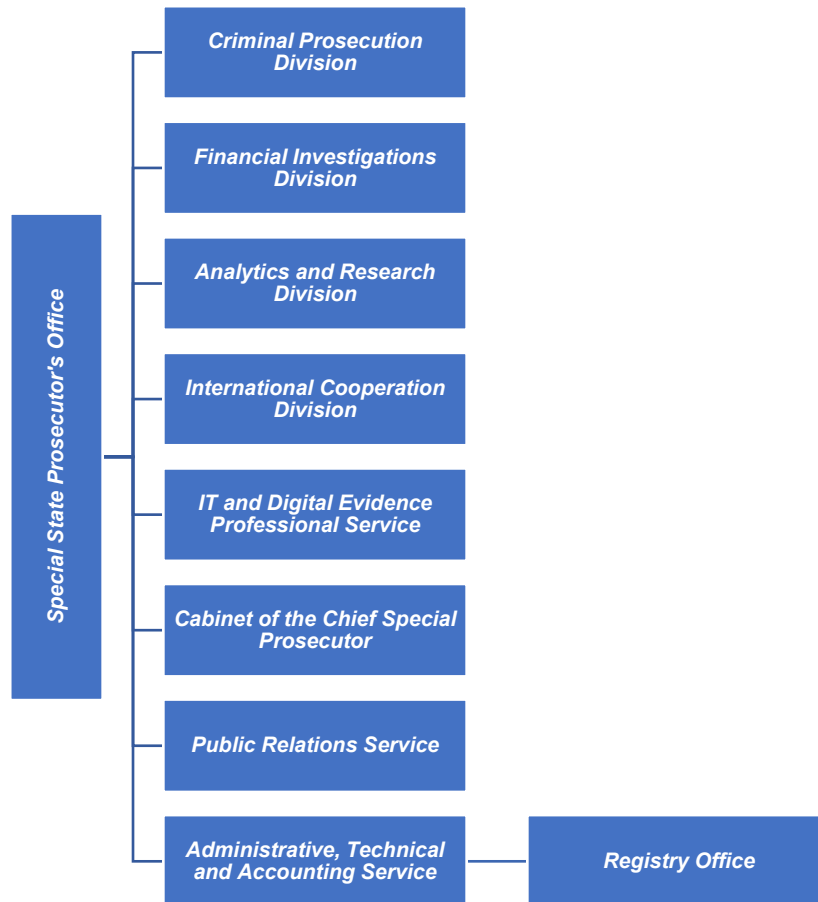 Special State Prosecutor's Office
Criminal Prosecution
Division
Financial Investigations
Division
Analytics and Research
Division
International Cooperation
Division
IT and Digital Evidence
Professional Service
Cabinet of the Chief Special
Prosecutor
Public Relations Service
Administrative, Technical
and Accounting Service
Registry Office